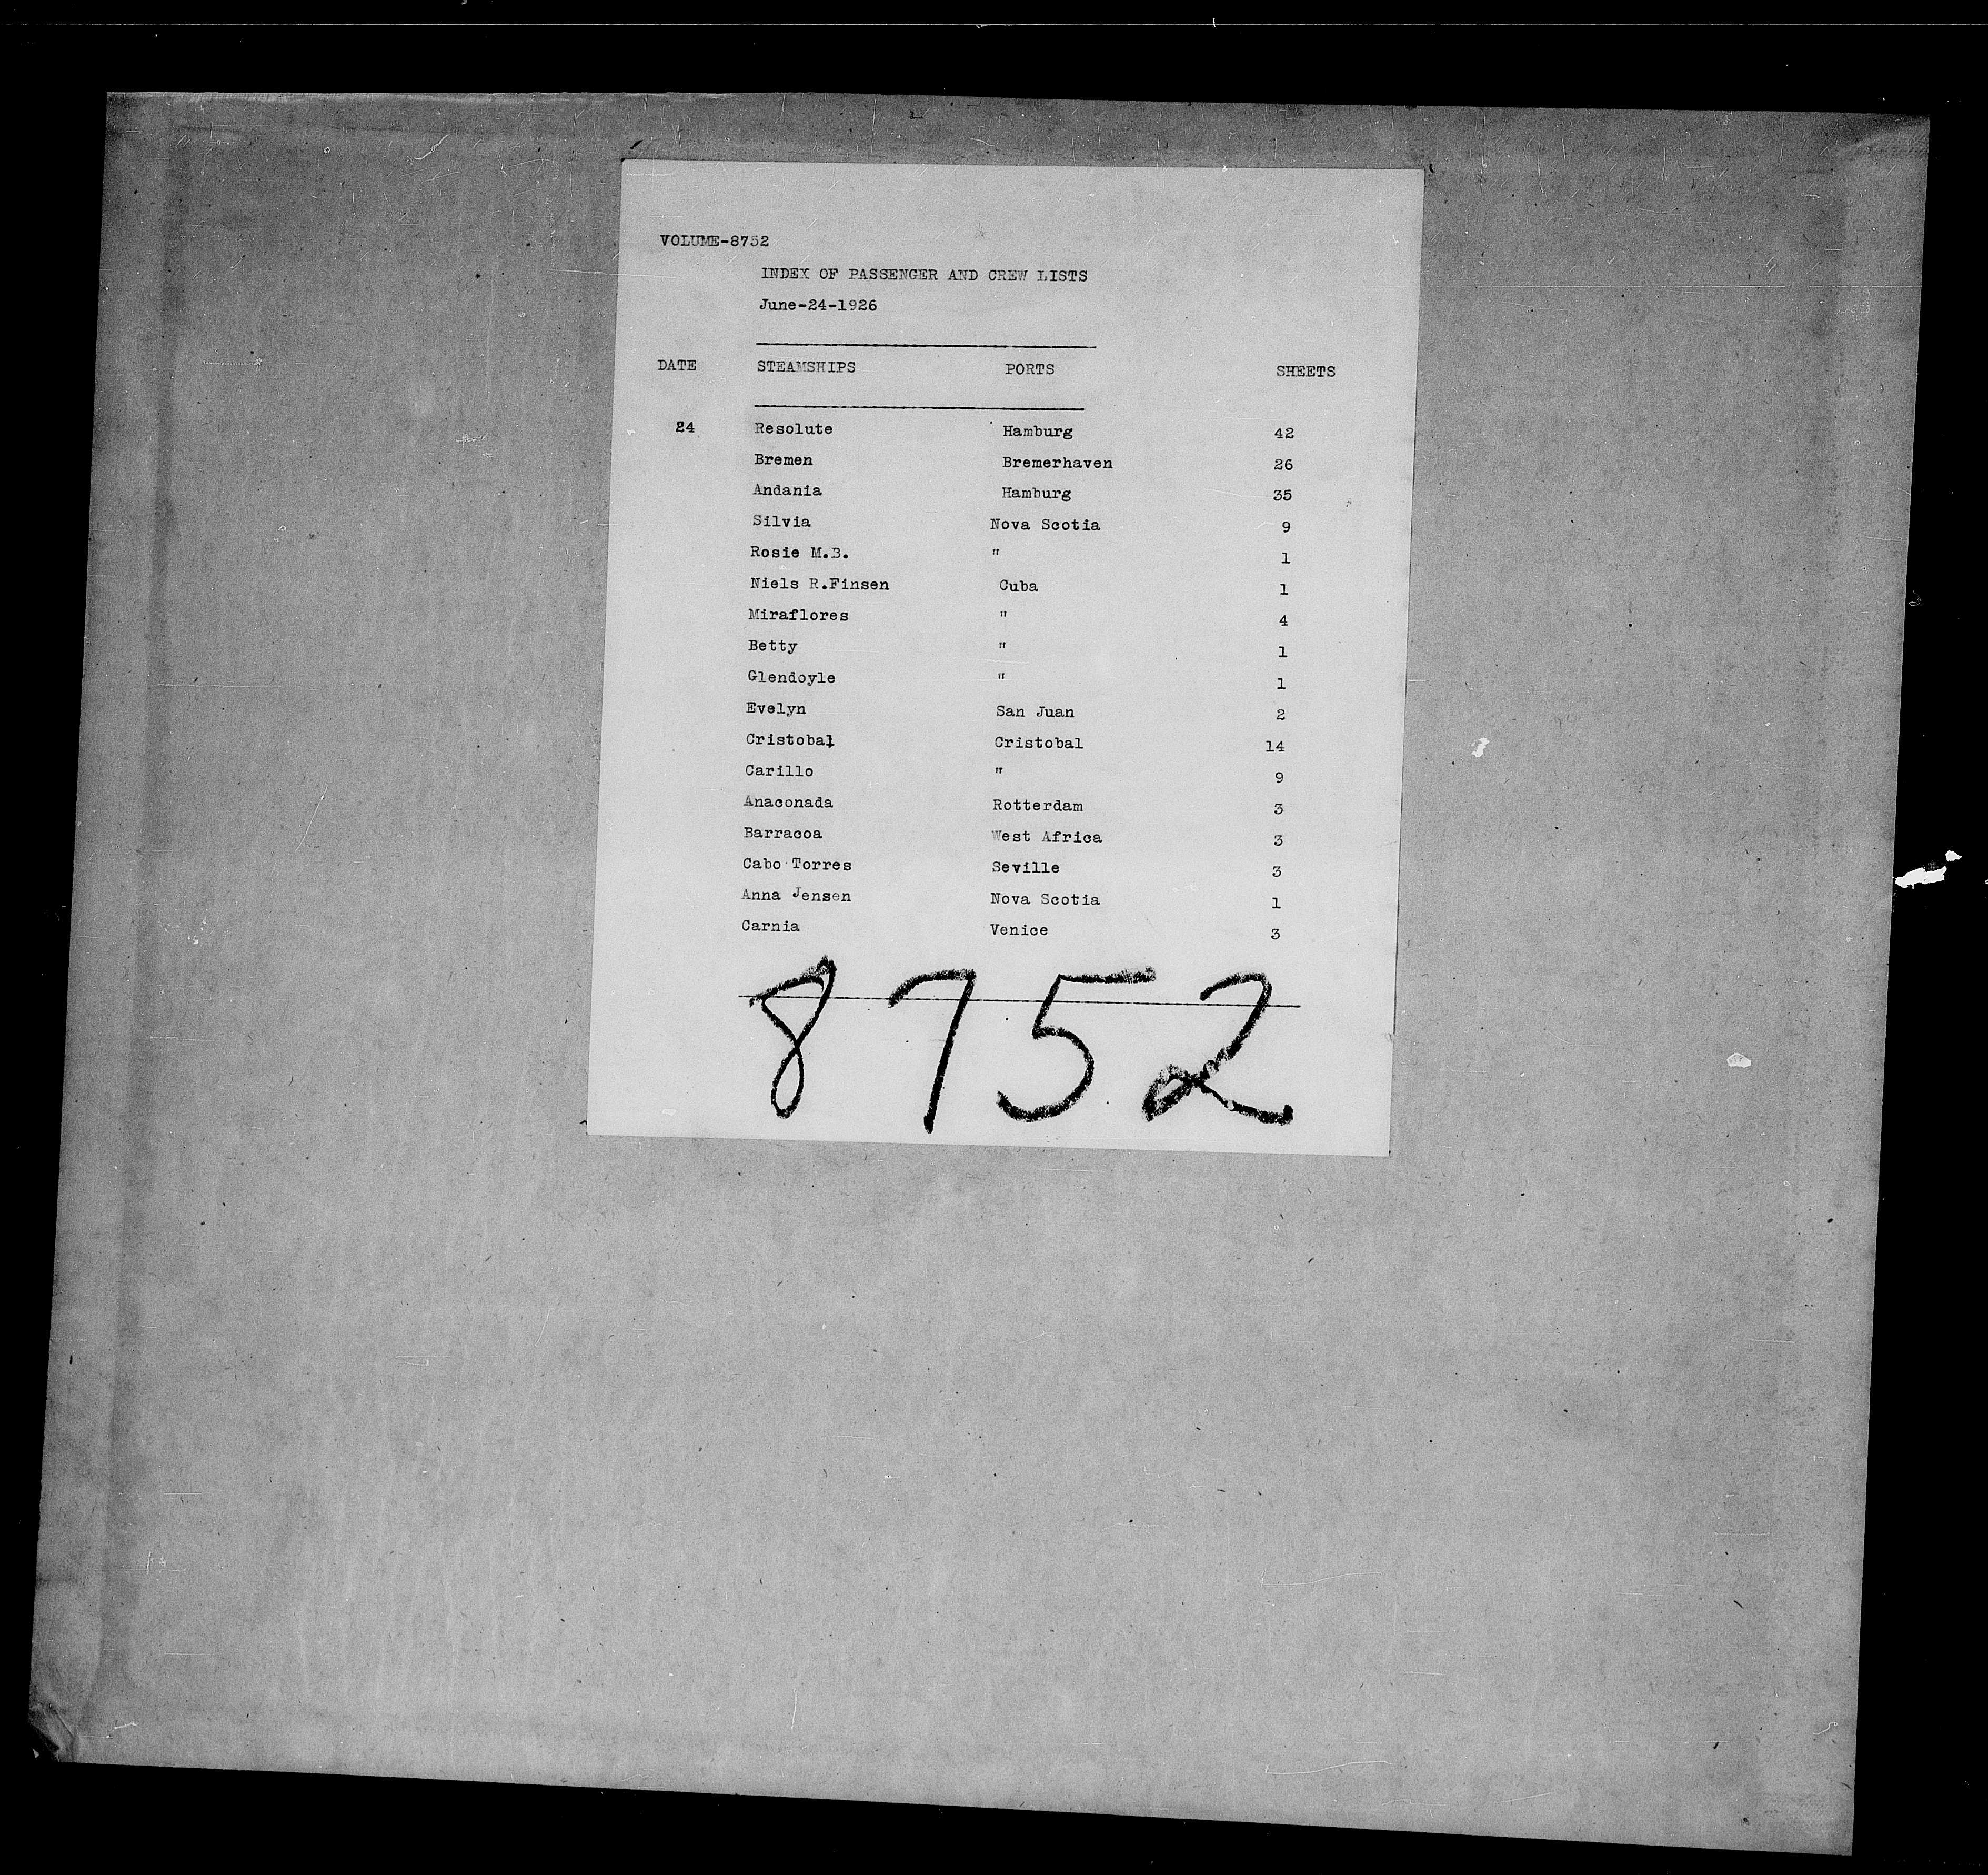 VOLUME-8752
INDEX OF PASSENGER AND CREW LISTS
June-24-1926
DATE STEAMSHIPS PORTS SHEETS
24 Resolute Hamburg 42
Bremen Bremerhaven 26
Andania Hamburg 35
Silvia Nova Scotia 9
Rosie M.B. " 1
Niels R.Finsen Cuba 1
Miraflores " 4
Betty " 1
Glendoyle " 1
Evelyn San Juan 2
Cristobal Cristobal 14
Carillo " 9
Anaconada Rotterdam 3
Barracoa West Africa 3
Cabo Torres Seville 3
Anna Jensen Nova Scotia 1
Carnia Venice 3
8752